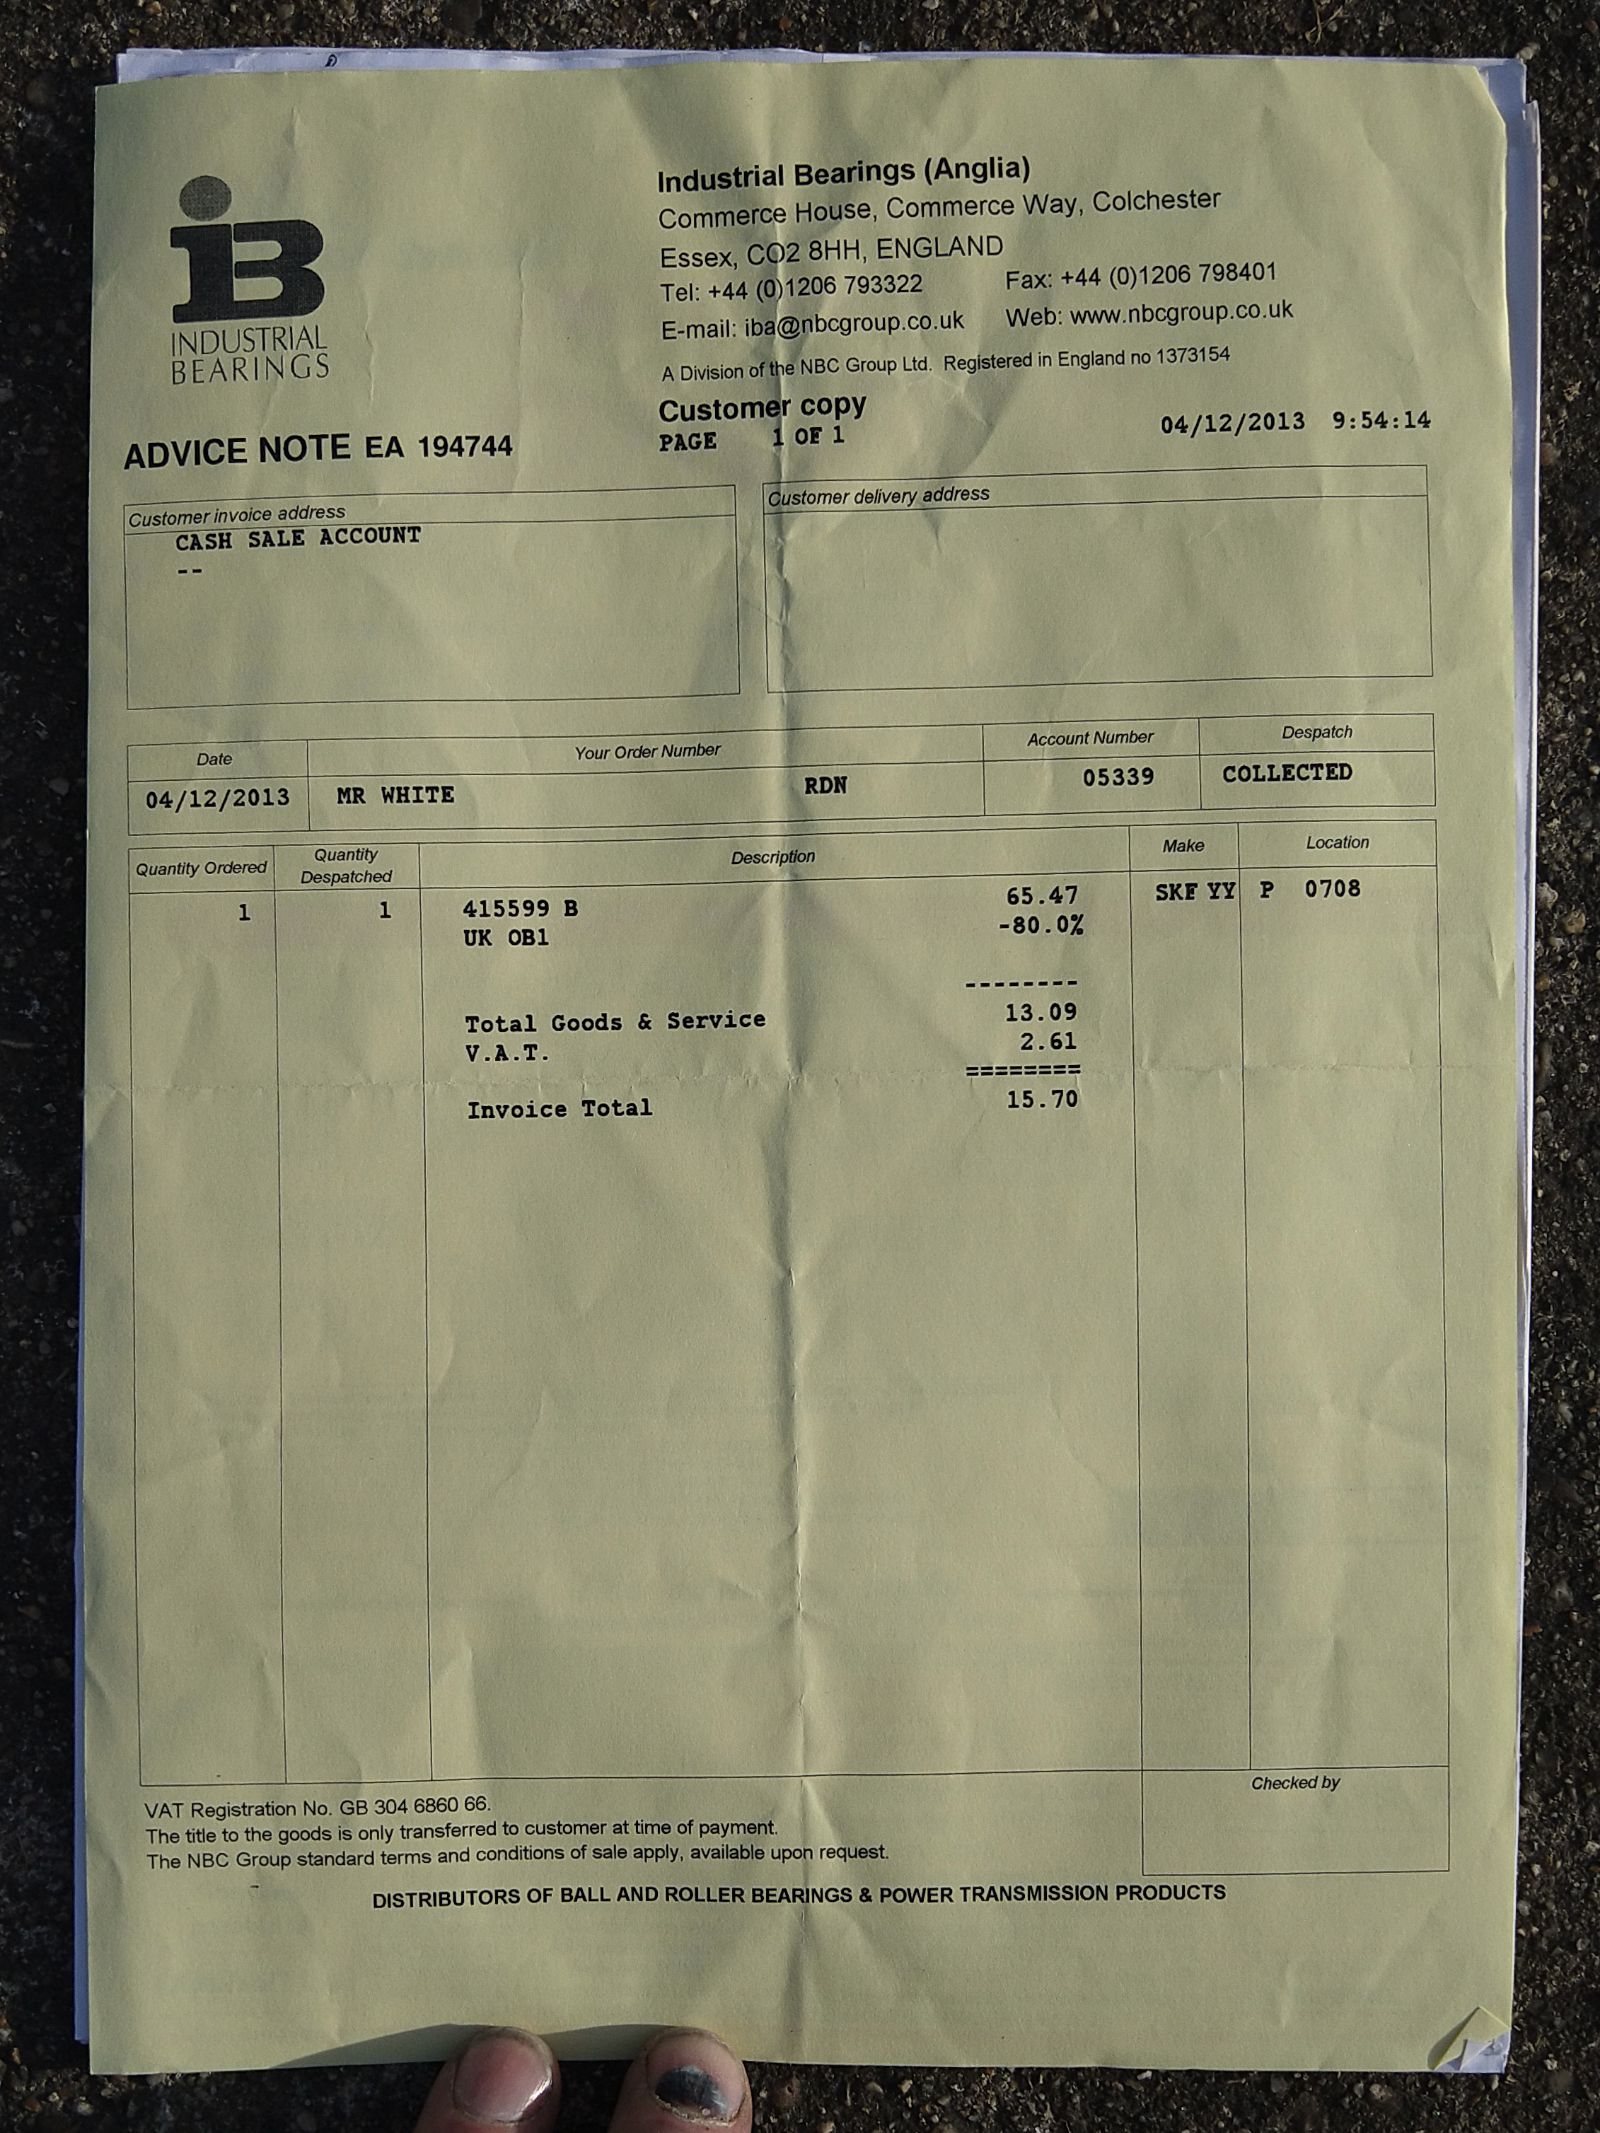 iB
INDUSTRIAL
BEARINGS
Industrial Bearings (Anglia)
Commerce House, Commerce Way, Colchester
Essex, CO2 8HH, ENGLAND
Tel: +44 (0)1206 793322 Fax: +44 (0)1206 798401
E-mail: iba@nbcgroup.co.uk Web: www.nbcgroup.co.uk
A Division of the NBC Group Ltd. Registered in England no 1373154
Customer copy
PAGE 1 OF 1 04/12/2013 9:54:14
ADVICE NOTE EA 194744
Customer invoice address
CASH SALE ACCOUNT
--
Customer delivery address
Date Your Order Number Account Number Despatch
04/12/2013 MR WHITE RDN 05339 COLLECTED
Quantity Ordered Quantity Despatched Description Make Location
1 1 415599 B 65.47 SKF YY P 0708
UK OB1 -80.0%
--------
Total Goods & Service 13.09
V.A.T. 2.61
========
Invoice Total 15.70
Checked by
VAT Registration No. GB 304 6860 66.
The title to the goods is only transferred to customer at time of payment.
The NBC Group standard terms and conditions of sale apply, available upon request.
DISTRIBUTORS OF BALL AND ROLLER BEARINGS & POWER TRANSMISSION PRODUCTS